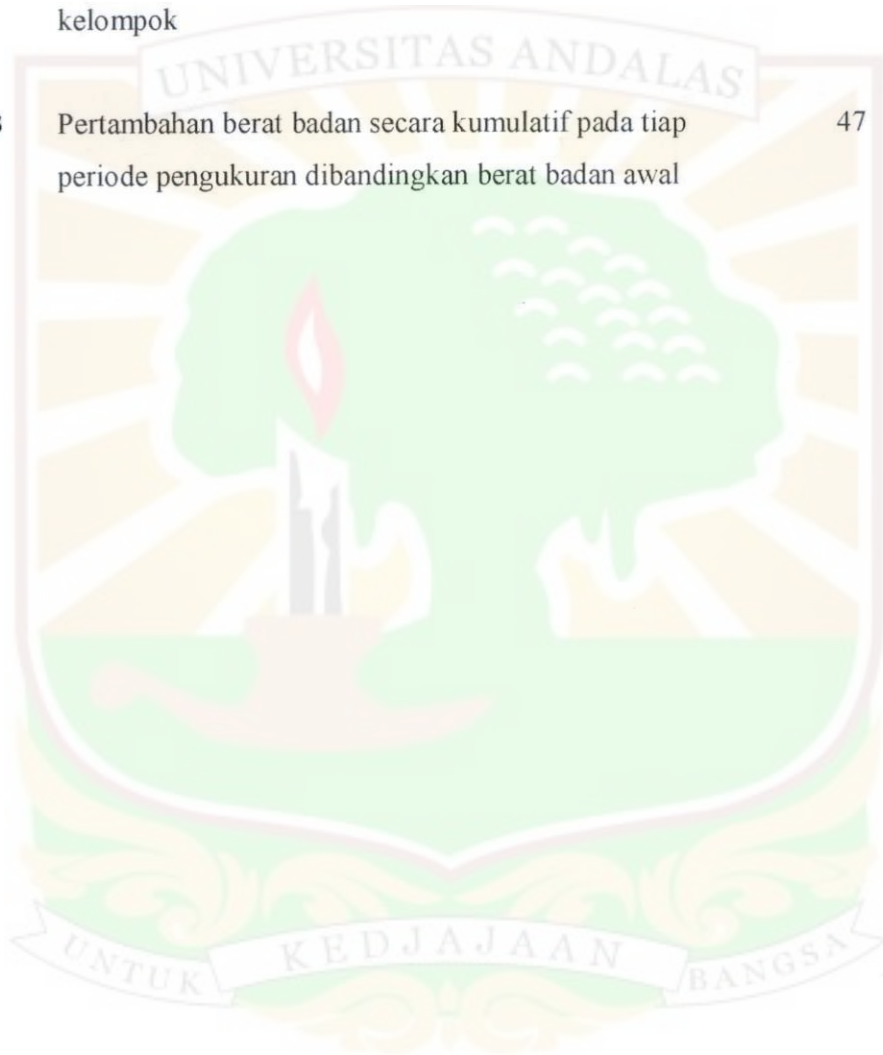 kelompok
UNIVERSITAS ANDALAS
Pertambahan berat badan secara kumulatif pada tiap 47
periode pengukuran dibandingkan berat badan awal
UNTUK KEDJAJAAN BANGSA